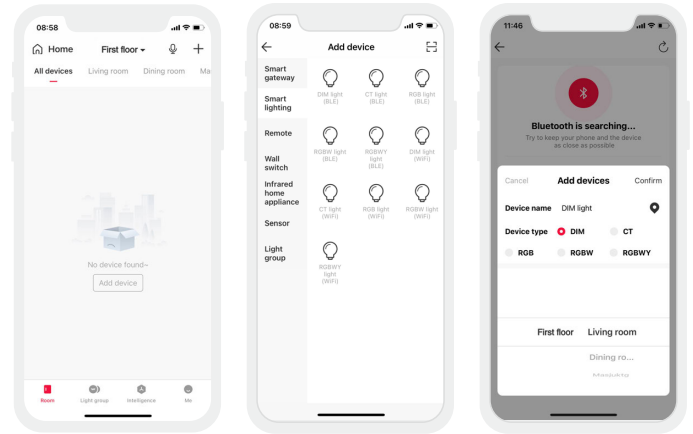 08:58
Home
First floor
All devices
Living room
Dining room
Ma
No device found~
Add device
Room
Light group
Intelligence
Me
08:59
Add device
Smart
gateway
Smart
lighting
Remote
Wall
switch
Infrared
home
appliance
Sensor
Light
group
DIM light
(BLE)
CT light
(BLE)
RGB light
(BLE)
RGBW light
(BLE)
RGBWY
light
(BLE)
DIM light
(WiFi)
CT light
(WiFi)
RGB light
(WiFi)
RGBW light
(WiFi)
RGBWY
light
(WiFi)
11:46
Bluetooth is searching...
Try to keep your phone and the device
as close as possible
Cancel
Add devices
Confirm
Device name
DIM light
Device type
DIM
CT
RGB
RGBW
RGBWY
First floor
Living room
Dining ro...